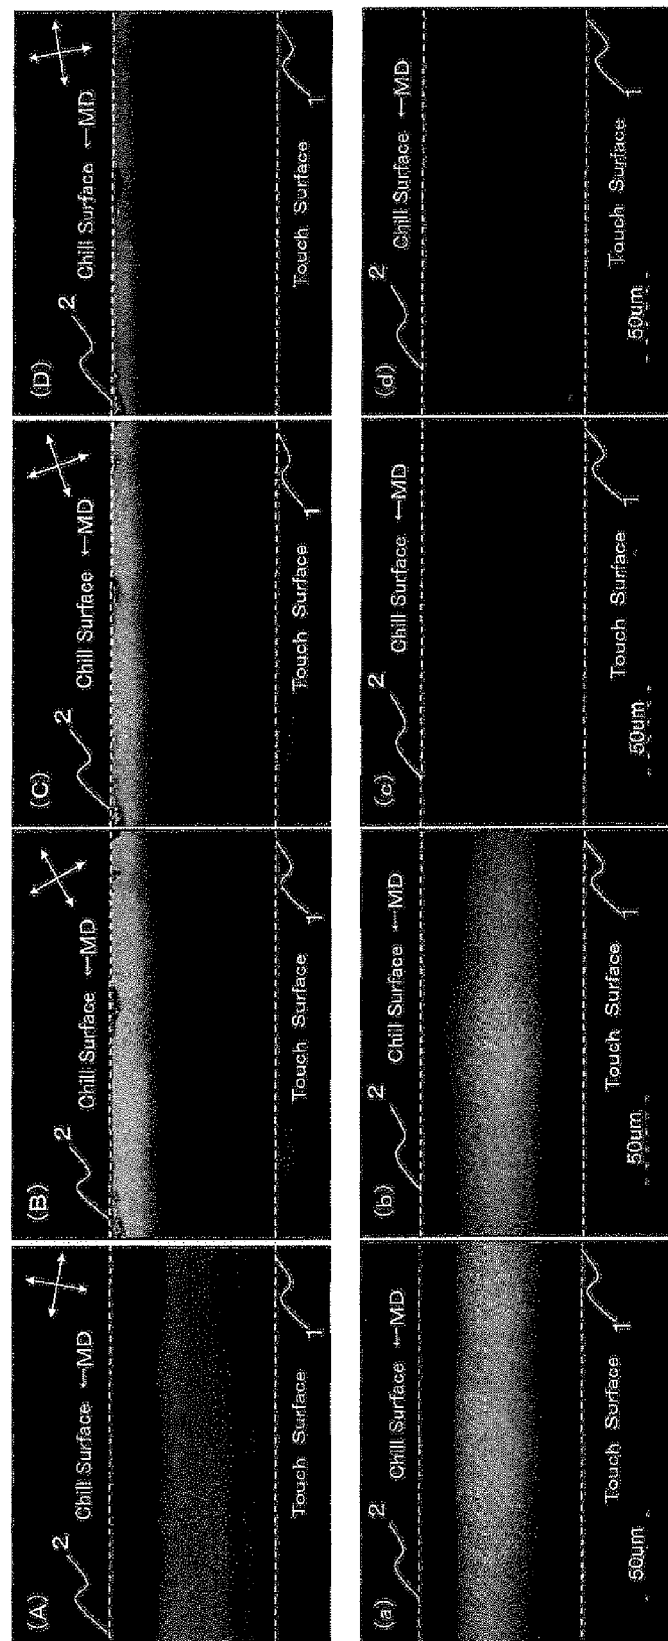 (A)
2
Chill Surface ←MD
Touch Surface
1
(B)
2
Chill Surface ←MD
Touch Surface
1
(C)
2
Chill Surface ←MD
Touch Surface
1
(D)
2
Chill Surface ←MD
Touch Surface
1
(a)
2
Chill Surface ←MD
Touch Surface
1
50um
(b)
2
Chill Surface ←MD
Touch Surface
1
50um
(c)
2
Chill Surface ←MD
Touch Surface
1
50um
(d)
2
Chill Surface ←MD
Touch Surface
1
50um